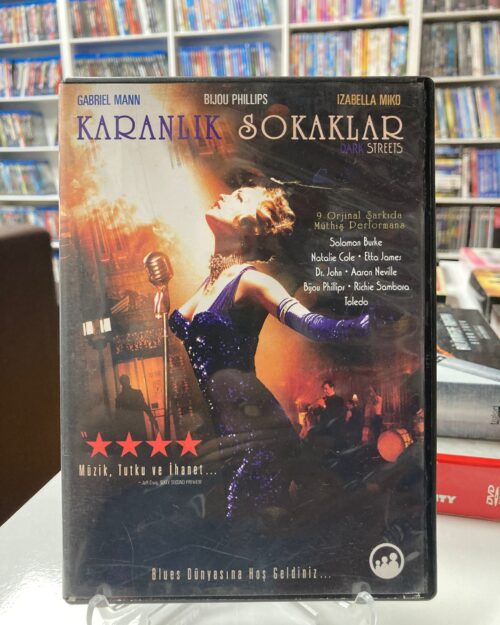 GABRIEL MANN BIJOU PHILLIPS IZABELLA MIKO
KARANLIK SOKAKLAR
DARK STREETS
9 Orjinal Şarkıda
Müthiş Performans
Solomon Burke
Natalie Cole • Etta James
Dr. John • Aaron Neville
Bijou Phillips • Richie Sambora
Toledo
Müzik, Tutku ve İhanet...
Blues Dünyasına Hoş Geldiniz...